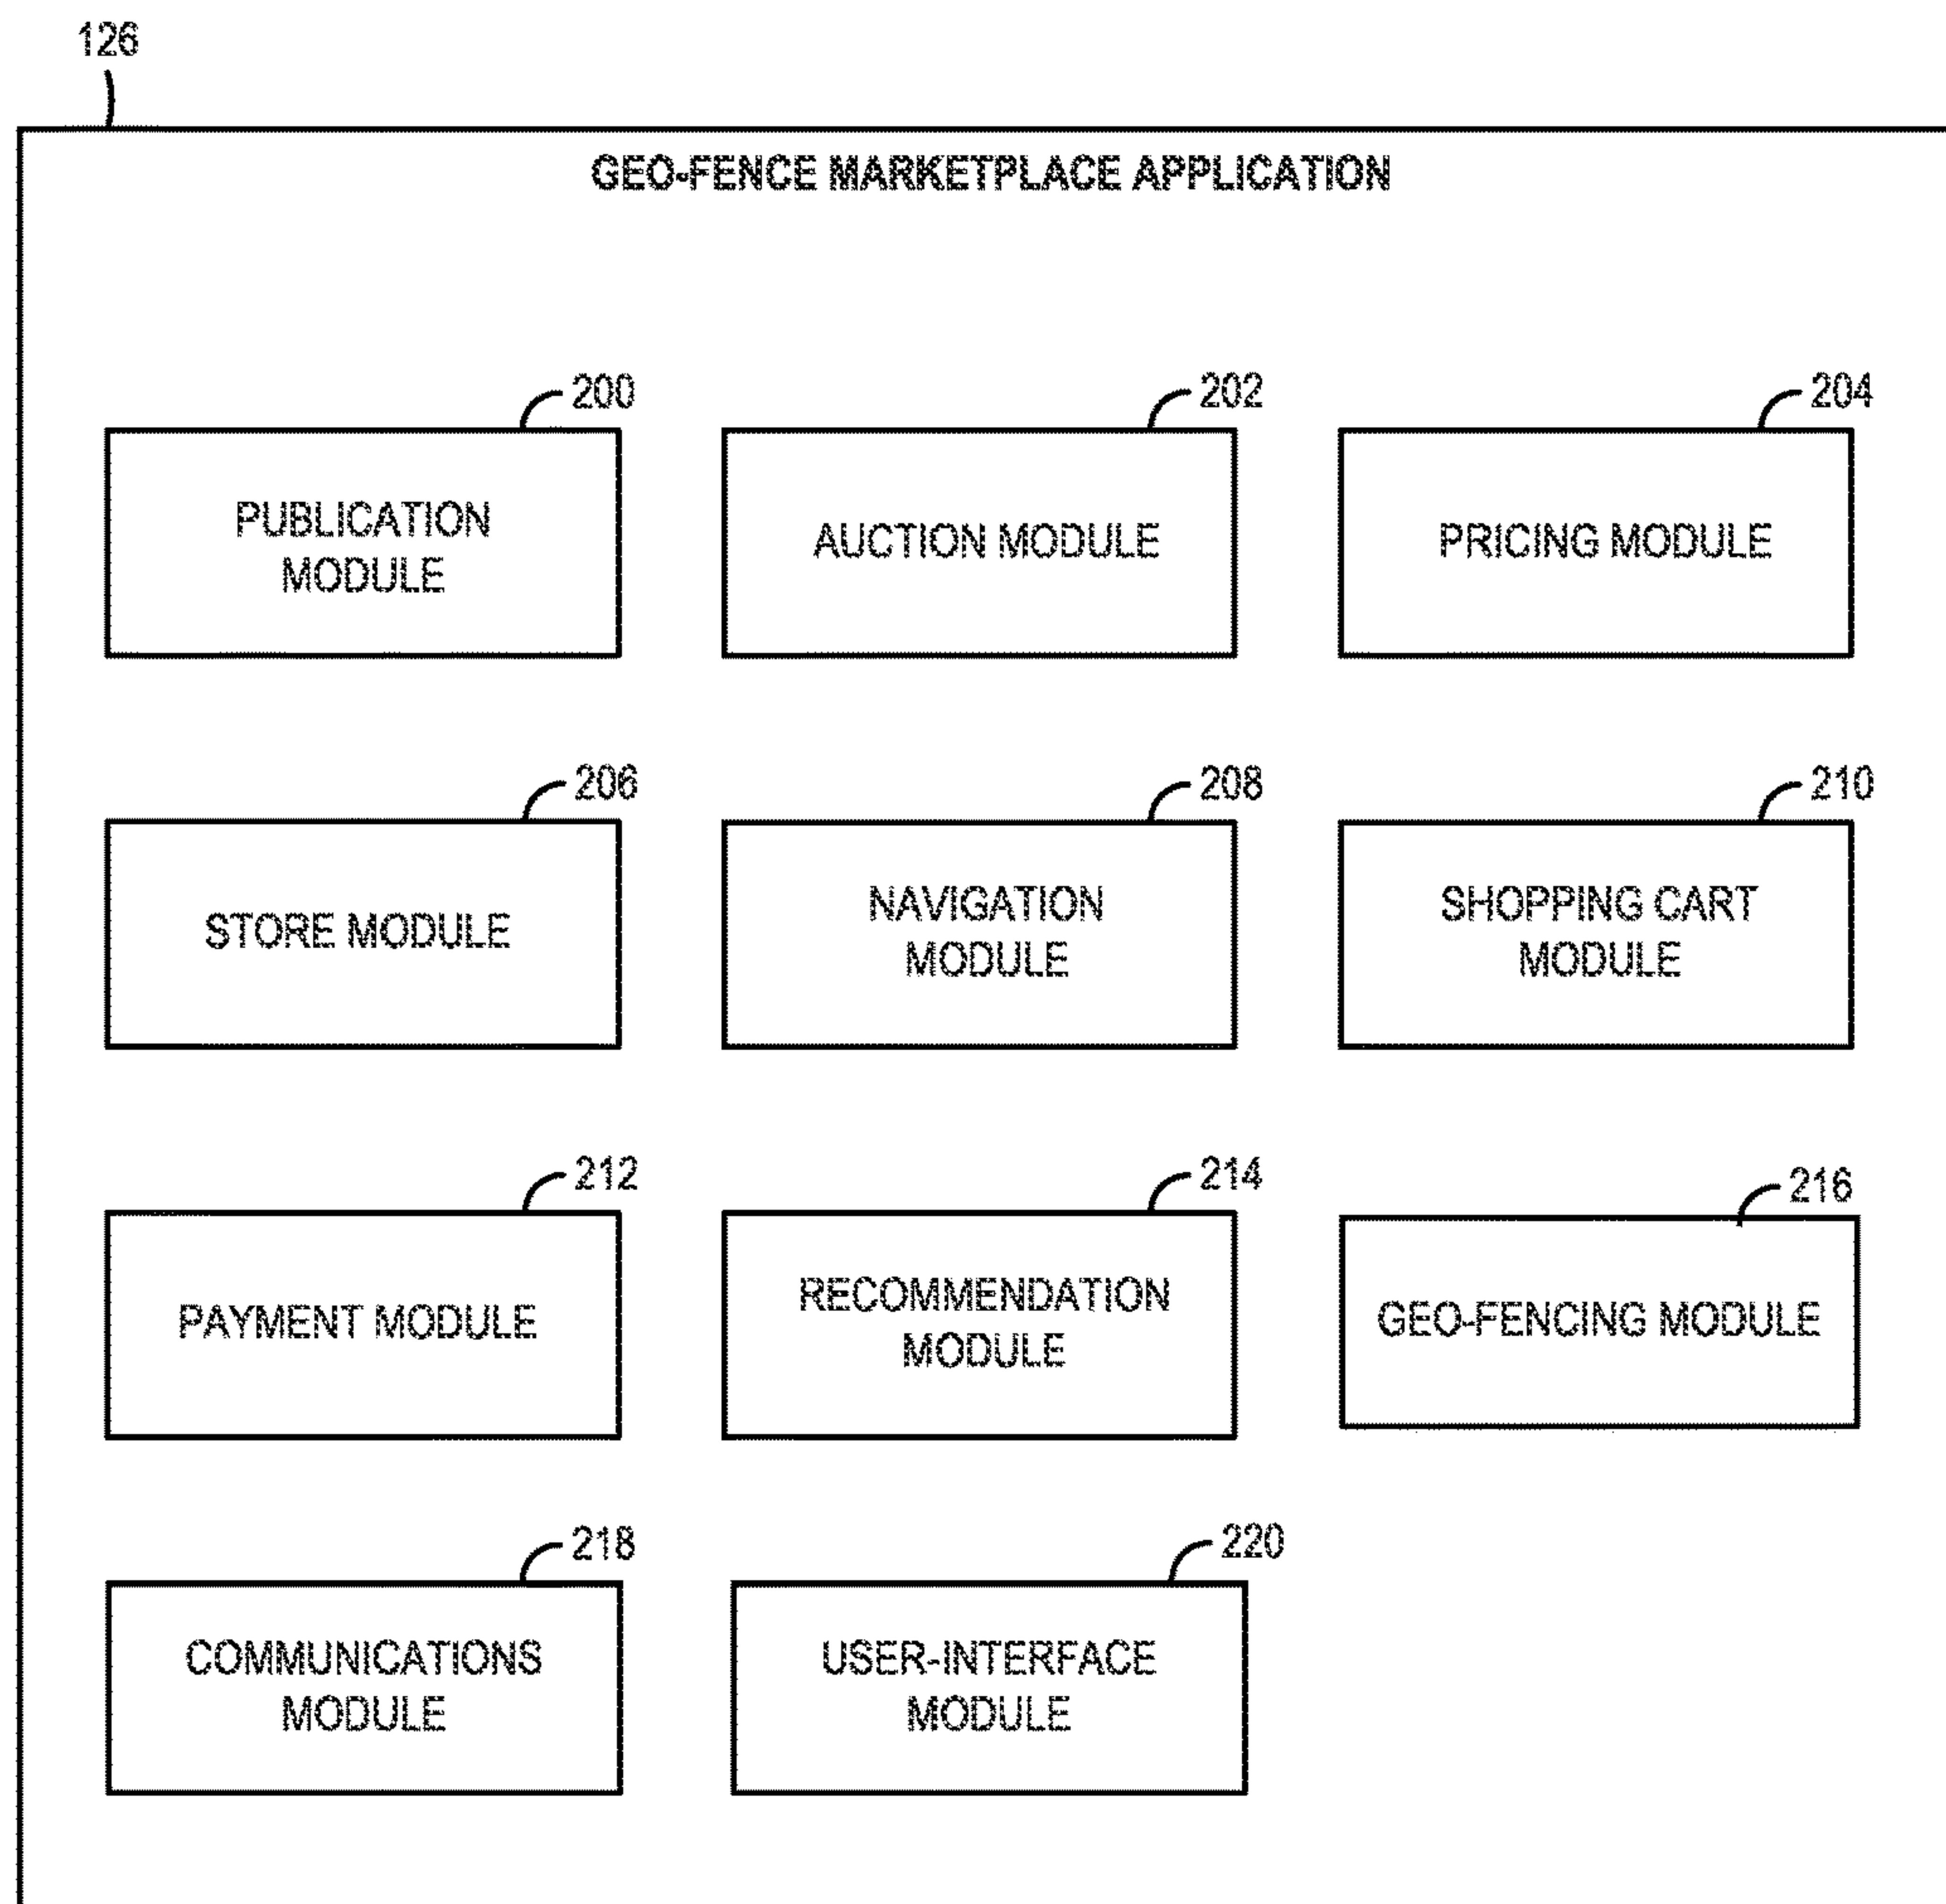 126
GEO-FENCE MARKETPLACE APPLICATION
200
202
204
PUBLICATION
MODULE
AUCTION MODULE
PRICING MODULE
206
208
210
STORE MODULE
NAVIGATION
MODULE
SHOPPING CART
MODULE
212
214
216
PAYMENT MODULE
RECOMMENDATION
MODULE
GEO-FENCING MODULE
218
220
COMMUNICATIONS
MODULE
USER-INTERFACE
MODULE